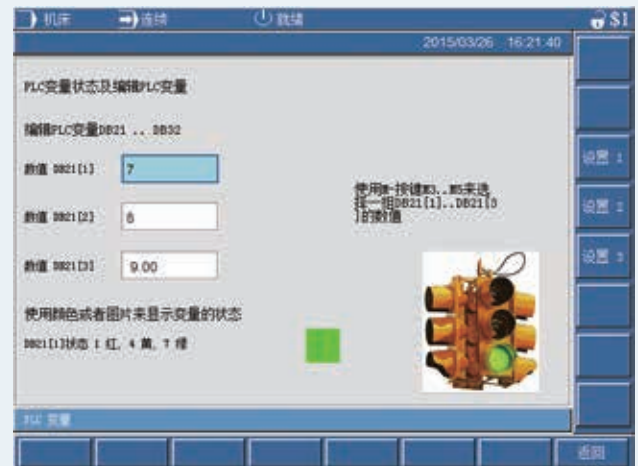 机床 连续 就绪 $1
2015/03/26 16:21:40
PLC变量状态及编辑PLC变量
编辑PLC变量DB21 .. DB32
设置 1
数值 DB21[1] 7
使用M-按键M3..M5来选
择一组DB21[1]..DB21[3
]的数值
设置 2
数值 DB21[2] 6
设置 3
数值 DB21[3] 9.00
使用颜色或者图片来显示变量的状态
DB21[1]状态 1 红, 4 黄, 7 绿
PLC 变量
返回